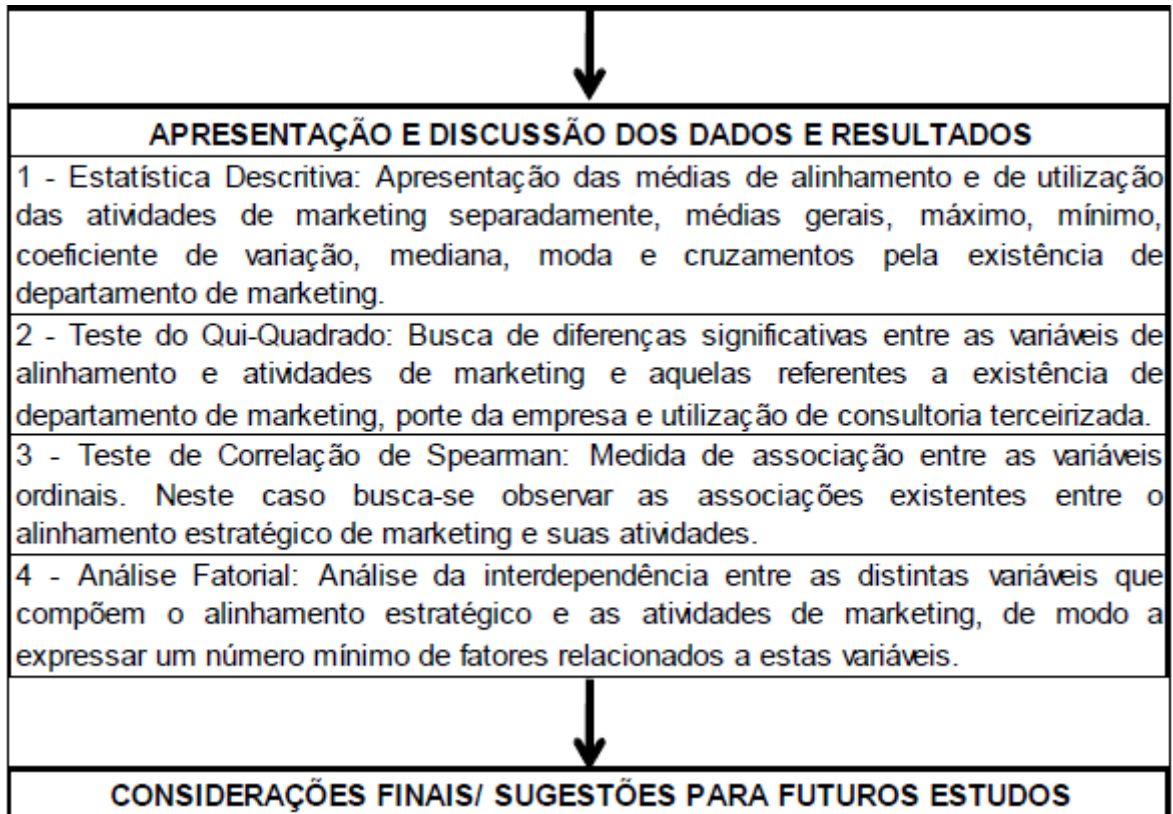 APRESENTAÇÃO E DISCUSSÃO DOS DADOS E RESULTADOS
1 - Estatística Descritiva: Apresentação das médias de alinhamento e de utilização
das atividades de marketing separadamente, médias gerais, máximo, mínimo,
coeficiente de variação, mediana, moda e cruzamentos pela existência de
departamento de marketing.
2 - Teste do Qui-Quadrado: Busca de diferenças significativas entre as variáveis de
alinhamento e atividades de marketing e aquelas referentes a existência de
departamento de marketing, porte da empresa e utilização de consultoria terceirizada.
3 - Teste de Correlação de Spearman: Medida de associação entre as variáveis
ordinais. Neste caso busca-se observar as associações existentes entre o
alinhamento estratégico de marketing e suas atividades.
4 - Análise Fatorial: Análise da interdependência entre as distintas variáveis que
compõem o alinhamento estratégico e as atividades de marketing, de modo a
expressar um número mínimo de fatores relacionados a estas variáveis.
CONSIDERAÇÕES FINAIS/ SUGESTÕES PARA FUTUROS ESTUDOS